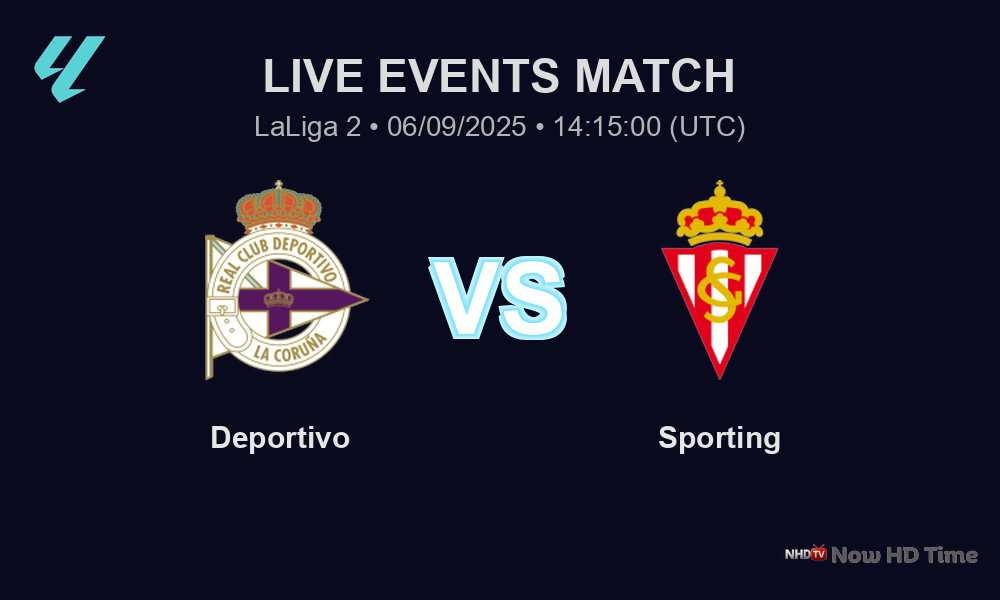 LIVE EVENTS MATCH
LaLiga 2 • 06/09/2025 • 14:15:00 (UTC)
REAL CLUB DEPORTIVO
LA CORUÑA
VS
SG
Deportivo
Sporting
NHDTV Now HD Time